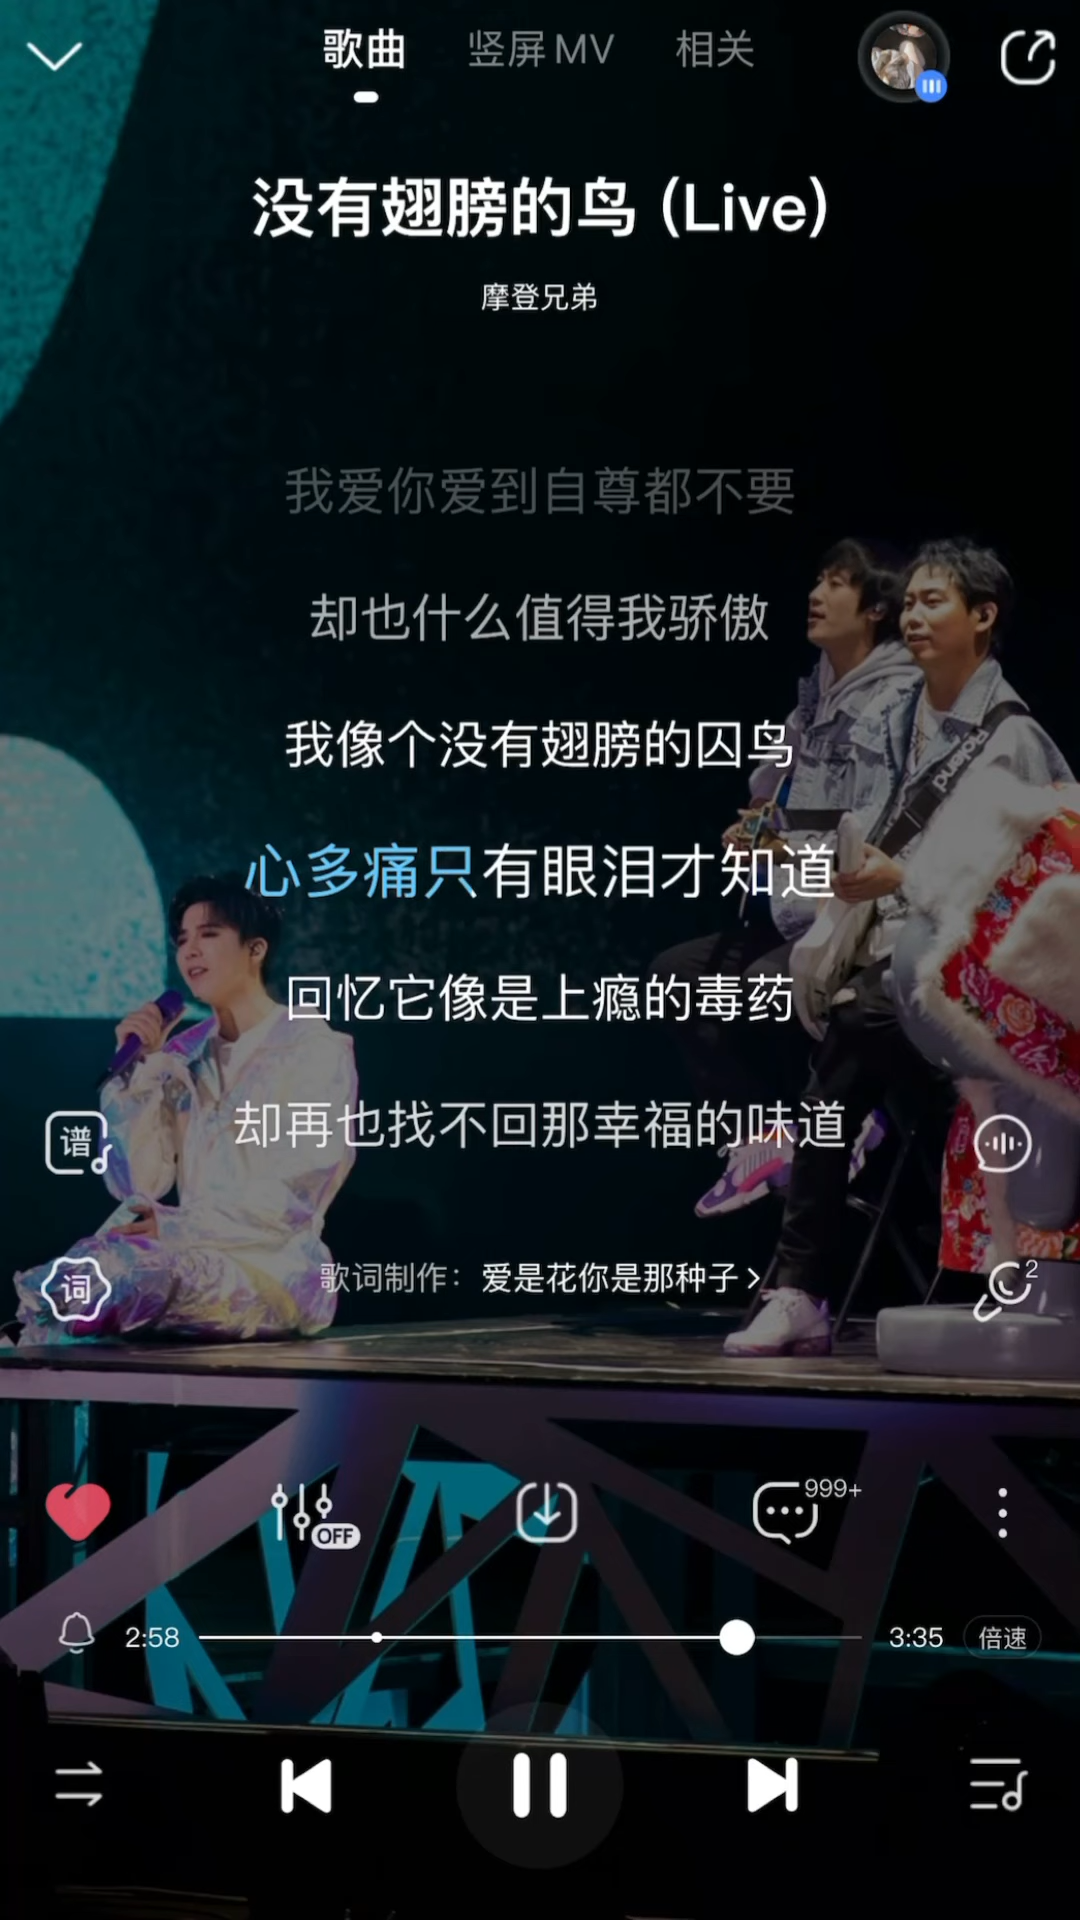 歌曲 竖屏MV 相关
没有翅膀的鸟 (Live)
摩登兄弟
我爱你爱到自尊都不要
却也什么值得我骄傲
我像个没有翅膀的囚鸟
心多痛只有眼泪才知道
回忆它像是上瘾的毒药
却再也找不回那幸福的味道
谱
歌词制作：爱是花你是那种子
词
2
Roland
OFF
999+
2:58
3:35
倍速